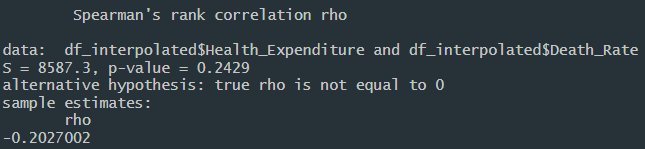 Spearman's rank correlation rho
data:  df_interpolated$Health_Expenditure and df_interpolated$Death_Rate
S = 8587.3, p-value = 0.2429
alternative hypothesis: true rho is not equal to 0
sample estimates:
rho
-0.2027002